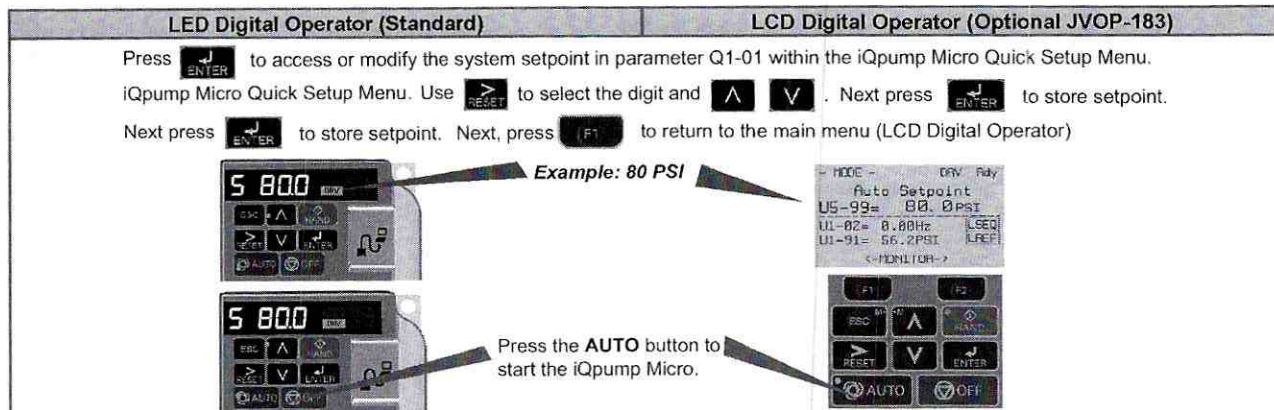 LED Digital Operator (Standard)
LCD Digital Operator (Optional JVOP-183)
Press ENTER to access or modify the system setpoint in parameter Q1-01 within the iQpump Micro Quick Setup Menu.
iQpump Micro Quick Setup Menu. Use > RESET to select the digit and Λ V . Next press ENTER to store setpoint.
Next press ENTER to store setpoint. Next, press F1 to return to the main menu (LCD Digital Operator)
Example: 80 PSI
S 80.0 DRV
ESC Λ HAND
> RESET V ENTER
AUTO OFF
- MODE - DRV Rdy
Auto Setpoint
U5-99= 80.0PSI
U1-02= 0.00Hz LSEQ
U1-91= 56.2PSI LREF
<-MONITOR->
S 80.0 DRV
ESC Λ HAND
> RESET V ENTER
AUTO OFF
Press the AUTO button to
start the iQpump Micro.
F1 F2
ESC Λ HAND
> RESET V ENTER
AUTO OFF